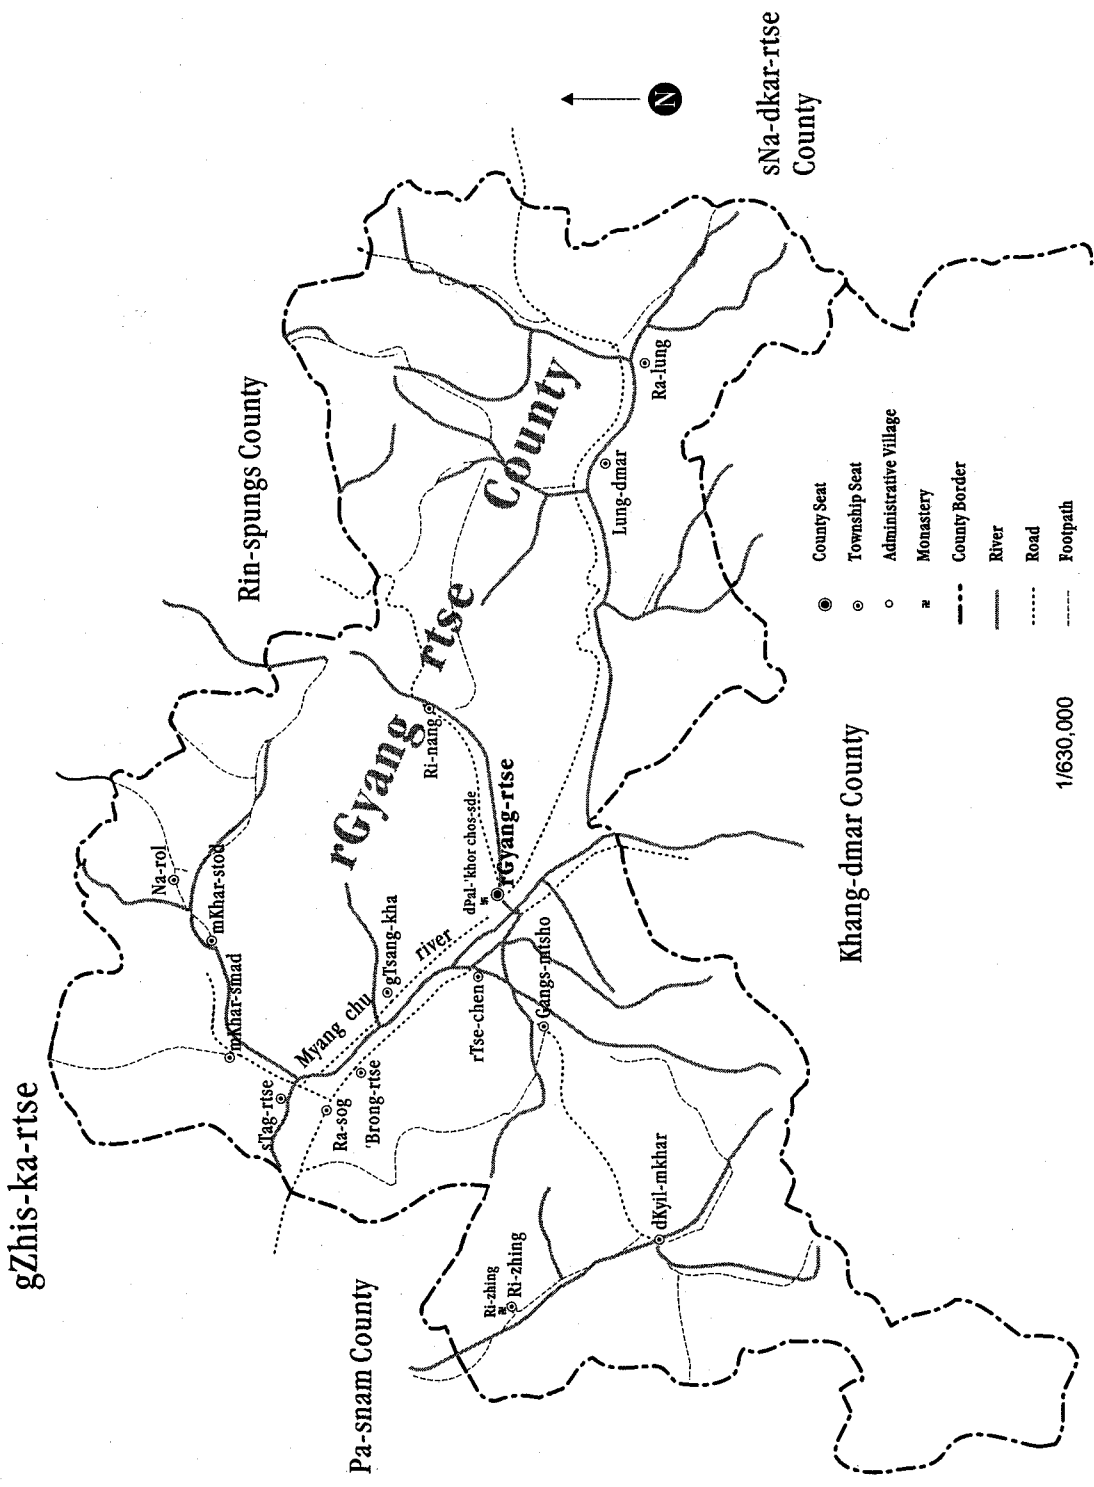 gZhis-ka-rtse
Rin-spungs County
sNa-dkar-rtse
County
N
Pa-snam County
Khang-dmar County
rGyang rtse County
Na-rol
mKhar-stod
mKhar-smad
sTag-rtse
Ra-sog
'Brong-rtse
Myang chu river
gTsang-kha
rTse-chen
Gangs-mtsho
dPal-'khor chos-sde
rGyang-rtse
Ri-nang
Lung-dmar
Ra-lung
Ri-zhing
Ri-zhing
dKyil-mkhar
County Seat
Township Seat
Administrative Village
Monastery
County Border
River
Road
Footpath
1/630,000